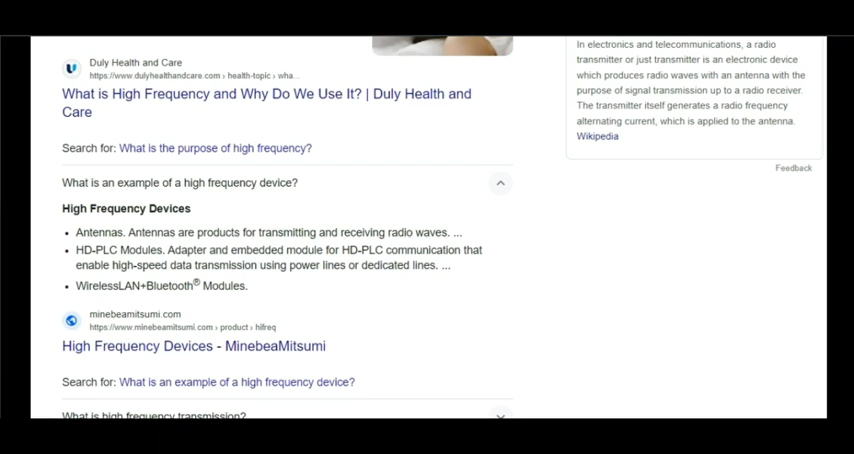 Duly Health and Care
https://www.dulyhealthandcare.com › health-topic › wha...
What is High Frequency and Why Do We Use It? | Duly Health and
Care
Search for: What is the purpose of high frequency?
What is an example of a high frequency device?
High Frequency Devices
• Antennas. Antennas are products for transmitting and receiving radio waves. ...
• HD-PLC Modules. Adapter and embedded module for HD-PLC communication that
enable high-speed data transmission using power lines or dedicated lines. ...
• WirelessLAN+Bluetooth® Modules.
minebeamitsumi.com
https://www.minebeamitsumi.com › product › hifreq
High Frequency Devices - MinebeaMitsumi
Search for: What is an example of a high frequency device?
What is high frequency transmission?
In electronics and telecommunications, a radio
transmitter or just transmitter is an electronic device
which produces radio waves with an antenna with the
purpose of signal transmission up to a radio receiver.
The transmitter itself generates a radio frequency
alternating current, which is applied to the antenna.
Wikipedia
Feedback